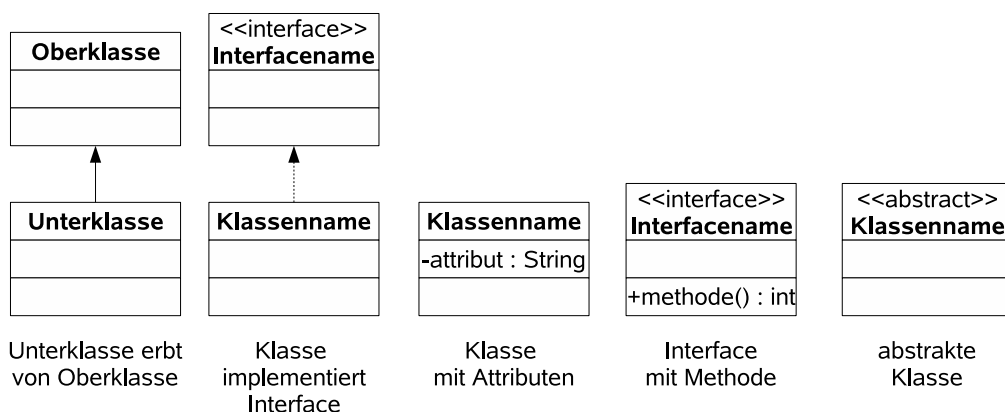 Oberklasse
<<interface>>
Interfacename
Unterklasse
Klassenname
Klassenname
-attribut : String
<<interface>>
Interfacename
+methode() : int
<<abstract>>
Klassenname
Unterklasse erbt
von Oberklasse
Klasse
implementiert
Interface
Klasse
mit Attributen
Interface
mit Methode
abstrakte
Klasse